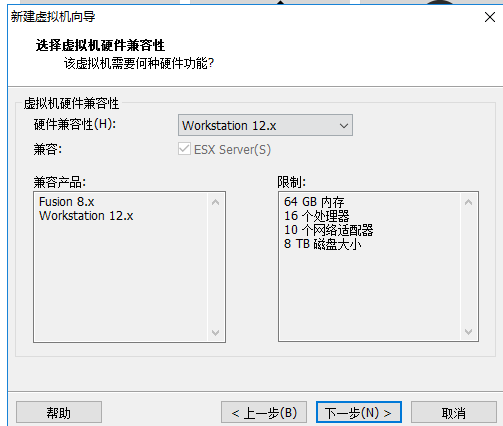 新建虚拟机向导
选择虚拟机硬件兼容性
该虚拟机需要何种硬件功能?
虚拟机硬件兼容性
硬件兼容性(H): Workstation 12.x
兼容: ESX Server(S)
兼容产品:
Fusion 8.x
Workstation 12.x
限制:
64 GB 内存
16 个处理器
10 个网络适配器
8 TB 磁盘大小
帮助 < 上一步(B) 下一步(N) > 取消